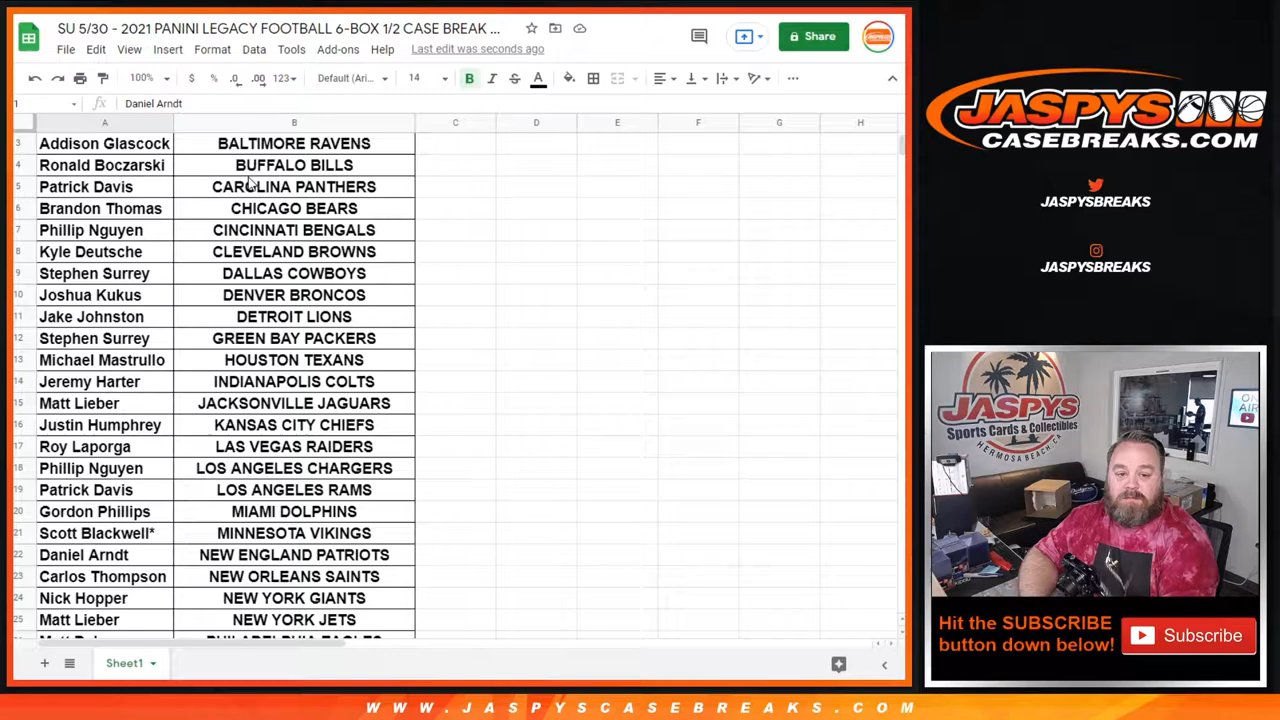 SU 5/30 - 2021 PANINI LEGACY FOOTBALL 6-BOX 1/2 CASE BREAK ...
File Edit View Insert Format Data Tools Add-ons Help Last edit was seconds ago
Share
100% $ % .0 .00 123 Default (Ari... 14 B I S A
1 fx Daniel Arndt
A B C D E F G H
3 Addison Glascock BALTIMORE RAVENS
4 Ronald Boczarski BUFFALO BILLS
5 Patrick Davis CAROLINA PANTHERS
6 Brandon Thomas CHICAGO BEARS
7 Phillip Nguyen CINCINNATI BENGALS
8 Kyle Deutsche CLEVELAND BROWNS
9 Stephen Surrey DALLAS COWBOYS
10 Joshua Kukus DENVER BRONCOS
11 Jake Johnston DETROIT LIONS
12 Stephen Surrey GREEN BAY PACKERS
13 Michael Mastrullo HOUSTON TEXANS
14 Jeremy Harter INDIANAPOLIS COLTS
15 Matt Lieber JACKSONVILLE JAGUARS
16 Justin Humphrey KANSAS CITY CHIEFS
17 Roy Laporga LAS VEGAS RAIDERS
18 Phillip Nguyen LOS ANGELES CHARGERS
19 Patrick Davis LOS ANGELES RAMS
20 Gordon Phillips MIAMI DOLPHINS
21 Scott Blackwell* MINNESOTA VIKINGS
22 Daniel Arndt NEW ENGLAND PATRIOTS
23 Carlos Thompson NEW ORLEANS SAINTS
24 Nick Hopper NEW YORK GIANTS
25 Matt Lieber NEW YORK JETS
PHILADELPHIA EAGLES
Sheet1
JASPYS
CASEBREAKS.COM
JASPYSBREAKS
JASPYSBREAKS
JASPYS
Sports Cards & Collectibles
HERMOSA BEACH, CA
ON
AIR
Hit the SUBSCRIBE
button down below!
Subscribe
WWW.JASPYSCASEBREAKS.COM